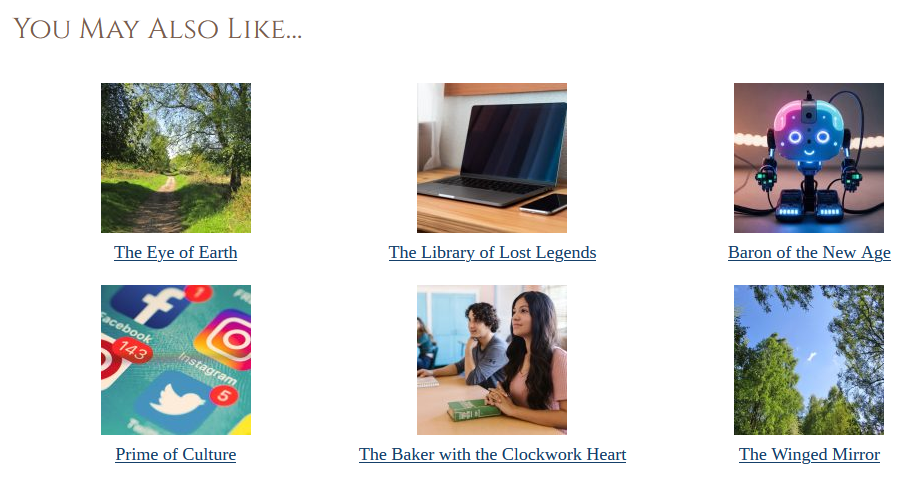 You May Also Like...
The Eye of Earth
The Library of Lost Legends
Baron of the New Age
Facebook
1
143
Instagram
5
Prime of Culture
The Baker with the Clockwork Heart
The Winged Mirror